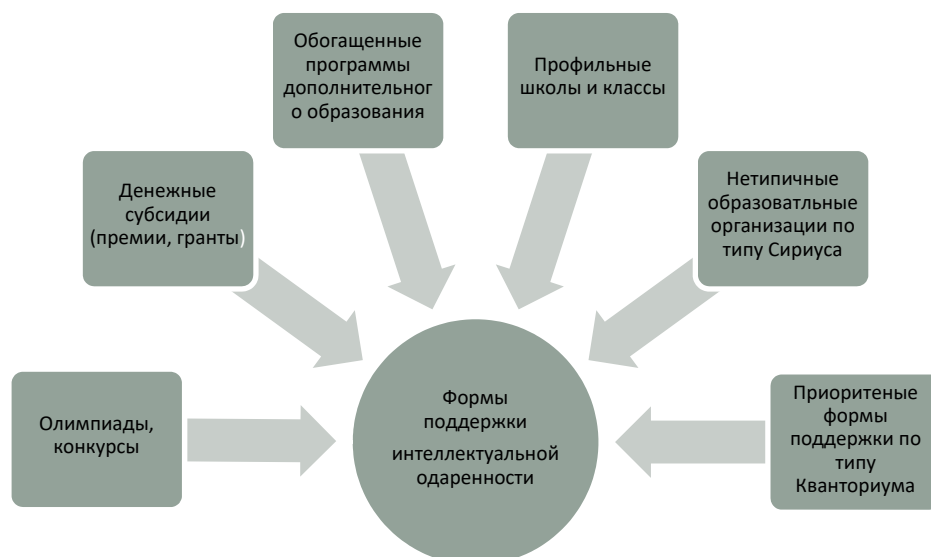 Олимпиады,
конкурсы
Денежные
субсидии
(премии, гранты)
Обогащенные
программы
дополнительног
о образования
Профильные
школы и классы
Нетипичные
образоватльные
организации по
типу Сириуса
Приоритеные
формы
поддержки по
типу
Кванториума
Формы
поддержки
интеллектуальной
одаренности